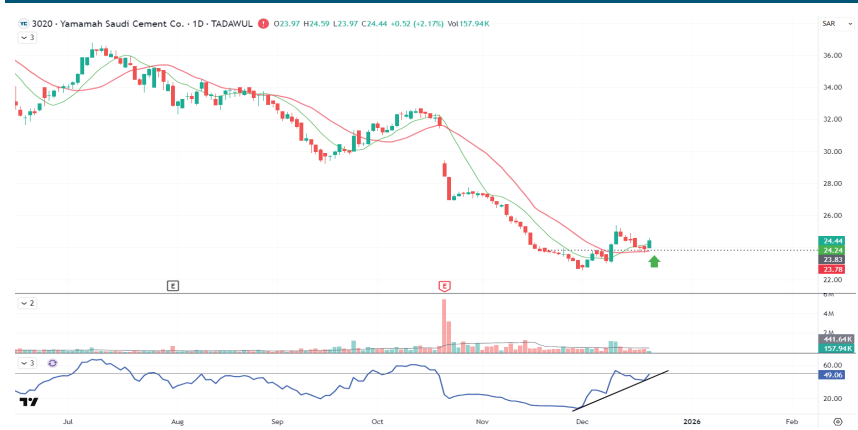 3020 · Yamamah Saudi Cement Co. · 1D · TADAWUL O23.97 H24.59 L23.97 C24.44 +0.52 (+2.17%) Vol157.94K
SAR
3
36.00
34.00
32.00
30.00
28.00
26.00
24.44
24.24
23.83
23.78
22.00
E
E
6M
2
4M
2M
441.64K
157.94K
3
60.00
49.06
20.00
Jul
Aug
Sep
Oct
Nov
Dec
2026
Feb